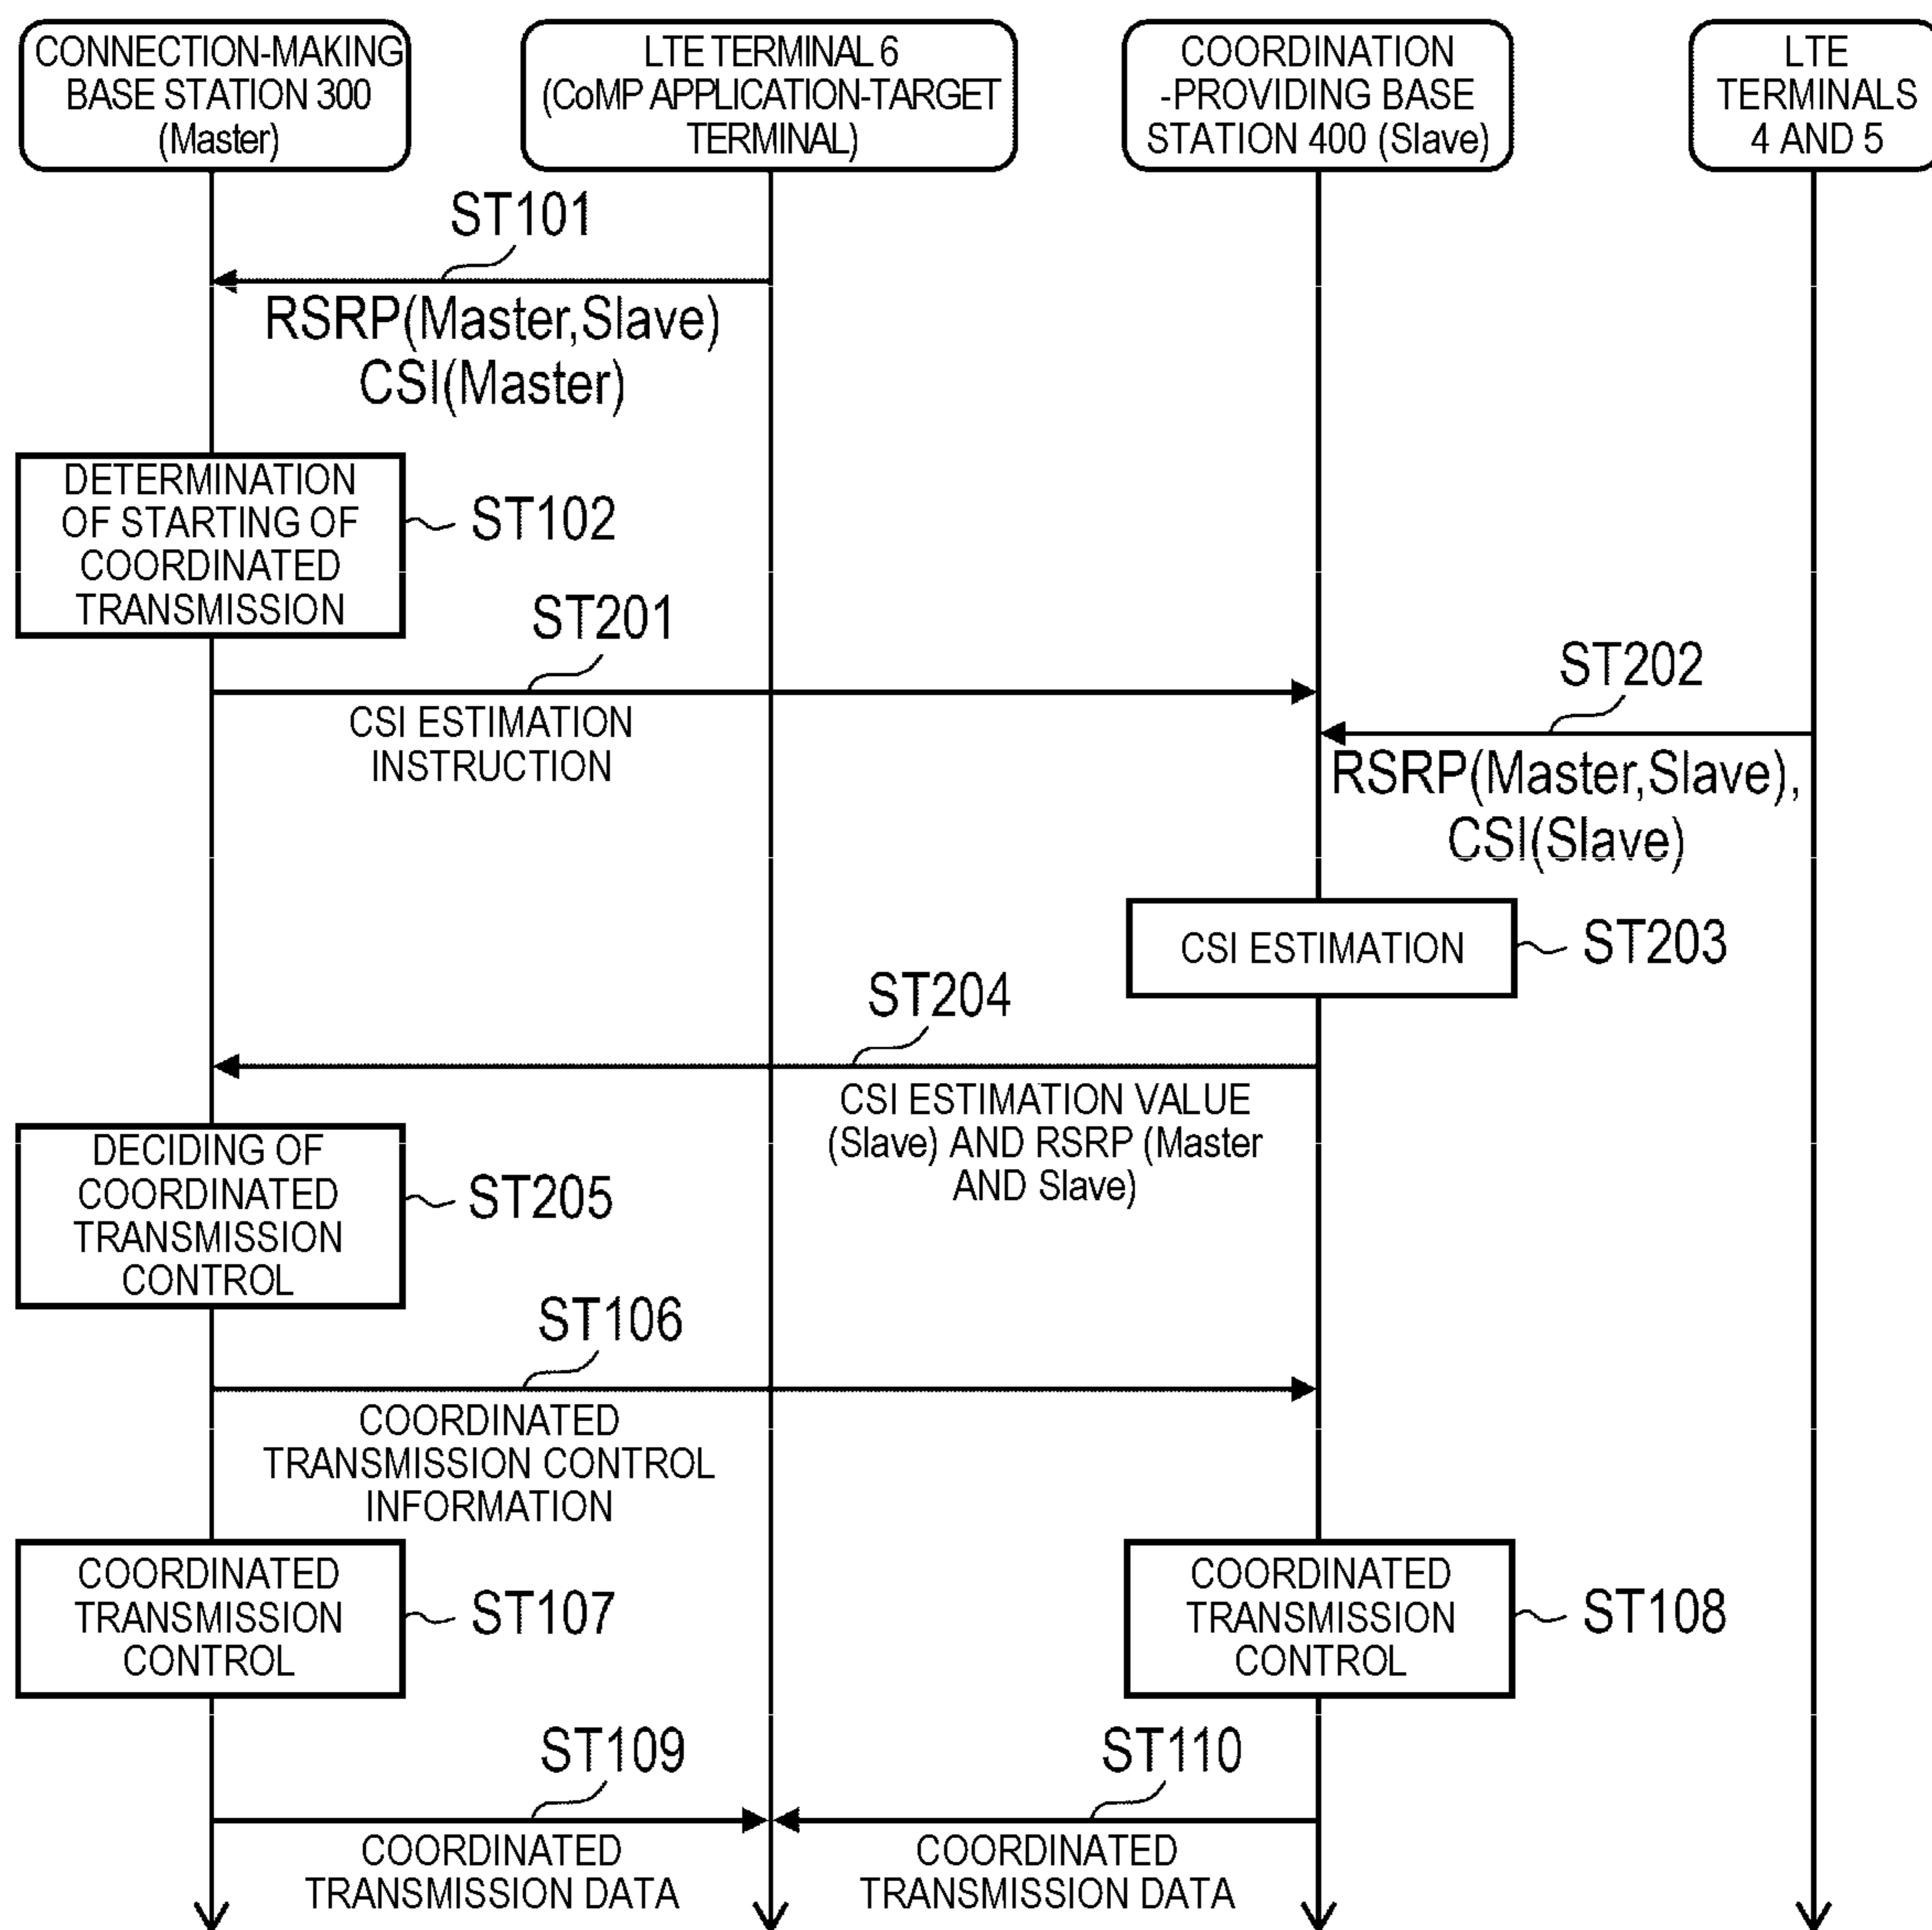 CONNECTION-MAKING
BASE STATION 300
(Master)
LTE TERMINAL 6
(CoMP APPLICATION-TARGET
TERMINAL)
COORDINATION
-PROVIDING BASE
STATION 400 (Slave)
LTE
TERMINALS
4 AND 5
ST101
RSRP(Master,Slave)
CSI(Master)
DETERMINATION
OF STARTING OF
COORDINATED
TRANSMISSION
ST102
ST201
CSI ESTIMATION
INSTRUCTION
ST202
RSRP(Master,Slave),
CSI(Slave)
CSI ESTIMATION
ST203
ST204
CSI ESTIMATION VALUE
(Slave) AND RSRP (Master
AND Slave)
DECIDING OF
COORDINATED
TRANSMISSION
CONTROL
ST205
ST106
COORDINATED
TRANSMISSION CONTROL
INFORMATION
COORDINATED
TRANSMISSION
CONTROL
ST107
COORDINATED
TRANSMISSION
CONTROL
ST108
ST109
COORDINATED
TRANSMISSION DATA
ST110
COORDINATED
TRANSMISSION DATA